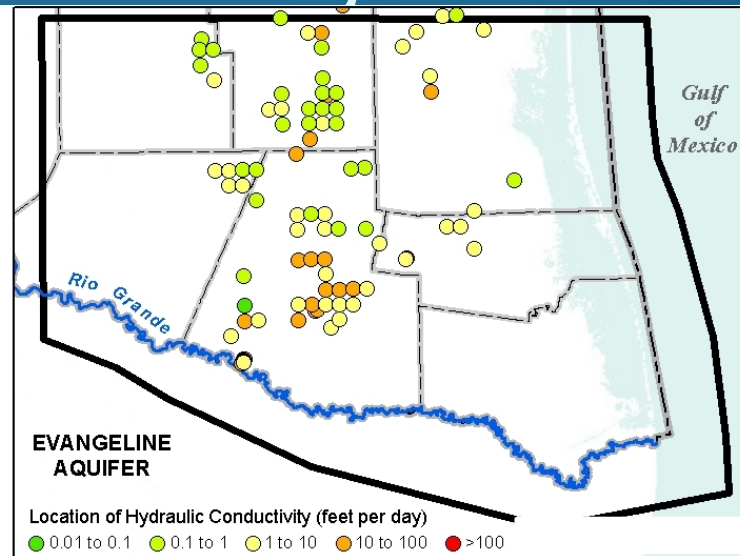 Gulf
of
Mexico
Rio Grande
EVANGELINE
AQUIFER
Location of Hydraulic Conductivity (feet per day)
0.01 to 0.1 0.1 to 1 1 to 10 10 to 100 >100